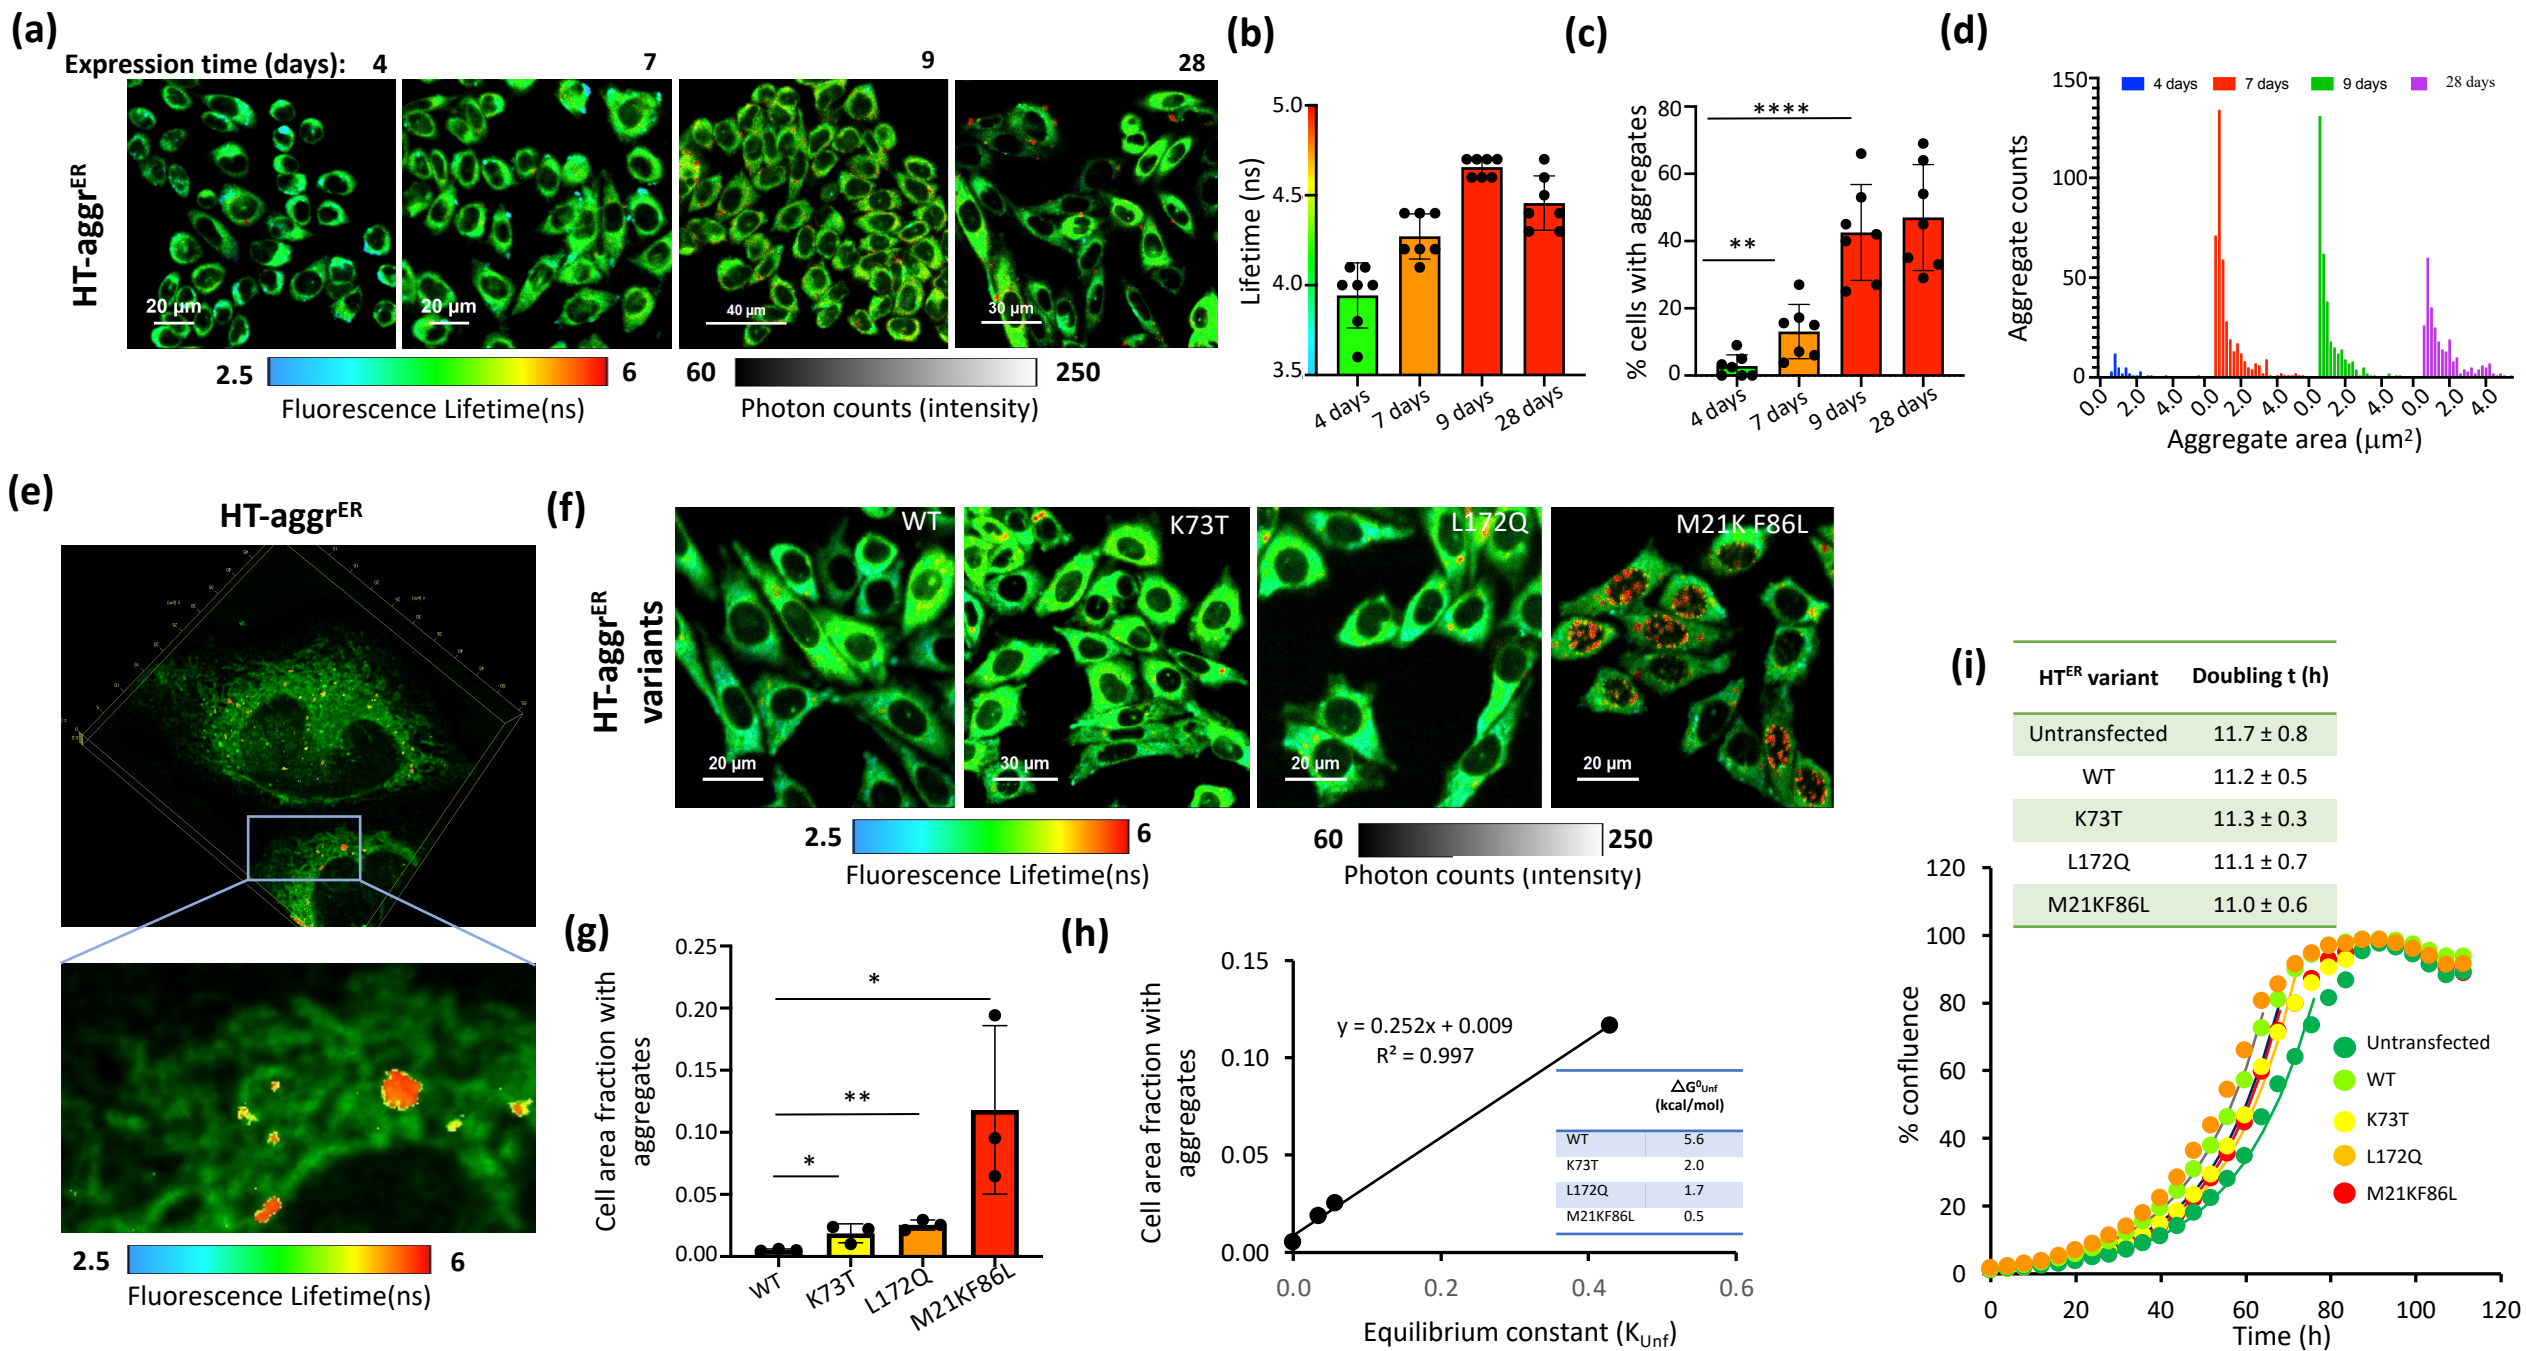 (a)
Expression time (days): 4 7 9 28
HT-aggrER
20 μm
20 μm
40 μm
30 μm
2.5 6
Fluorescence Lifetime(ns)
60 250
Photon counts (intensity)
(b)
Lifetime (ns)
5.0
4.5
4.0
3.5
4 days 7 days 9 days 28 days
(c)
% cells with aggregates
80
60
40
20
0
****
**
4 days 7 days 9 days 28 days
(d)
Aggregate counts
150
100
50
0
4 days 7 days 9 days 28 days
0.0 2.0 4.0 0.0 2.0 4.0 0.0 2.0 4.0 0.0 2.0 4.0
Aggregate area (μm2)
(e)
HT-aggrER
2.5 6
Fluorescence Lifetime(ns)
(f)
HT-aggrER
variants
WT
K73T
L172Q
M21K F86L
20 μm
30 μm
20 μm
20 μm
2.5 6
Fluorescence Lifetime(ns)
60 250
Photon counts (intensity)
(g)
Cell area fraction with
aggregates
0.25
0.20
0.15
0.10
0.05
0.00
*
**
*
WT K73T L172Q M21KF86L
(h)
Cell area fraction with
aggregates
0.15
0.10
0.05
0.00
y = 0.252x + 0.009
R² = 0.997
△G0Unf
(kcal/mol)
WT 5.6
K73T 2.0
L172Q 1.7
M21KF86L 0.5
0.0 0.2 0.4 0.6
Equilibrium constant (KUnf)
(i)
HTER variant Doubling t (h)
Untransfected 11.7 ± 0.8
WT 11.2 ± 0.5
K73T 11.3 ± 0.3
L172Q 11.1 ± 0.7
M21KF86L 11.0 ± 0.6
% confluence
120
100
80
60
40
20
0
Untransfected
WT
K73T
L172Q
M21KF86L
0 20 40 60 80 100 120
Time (h)